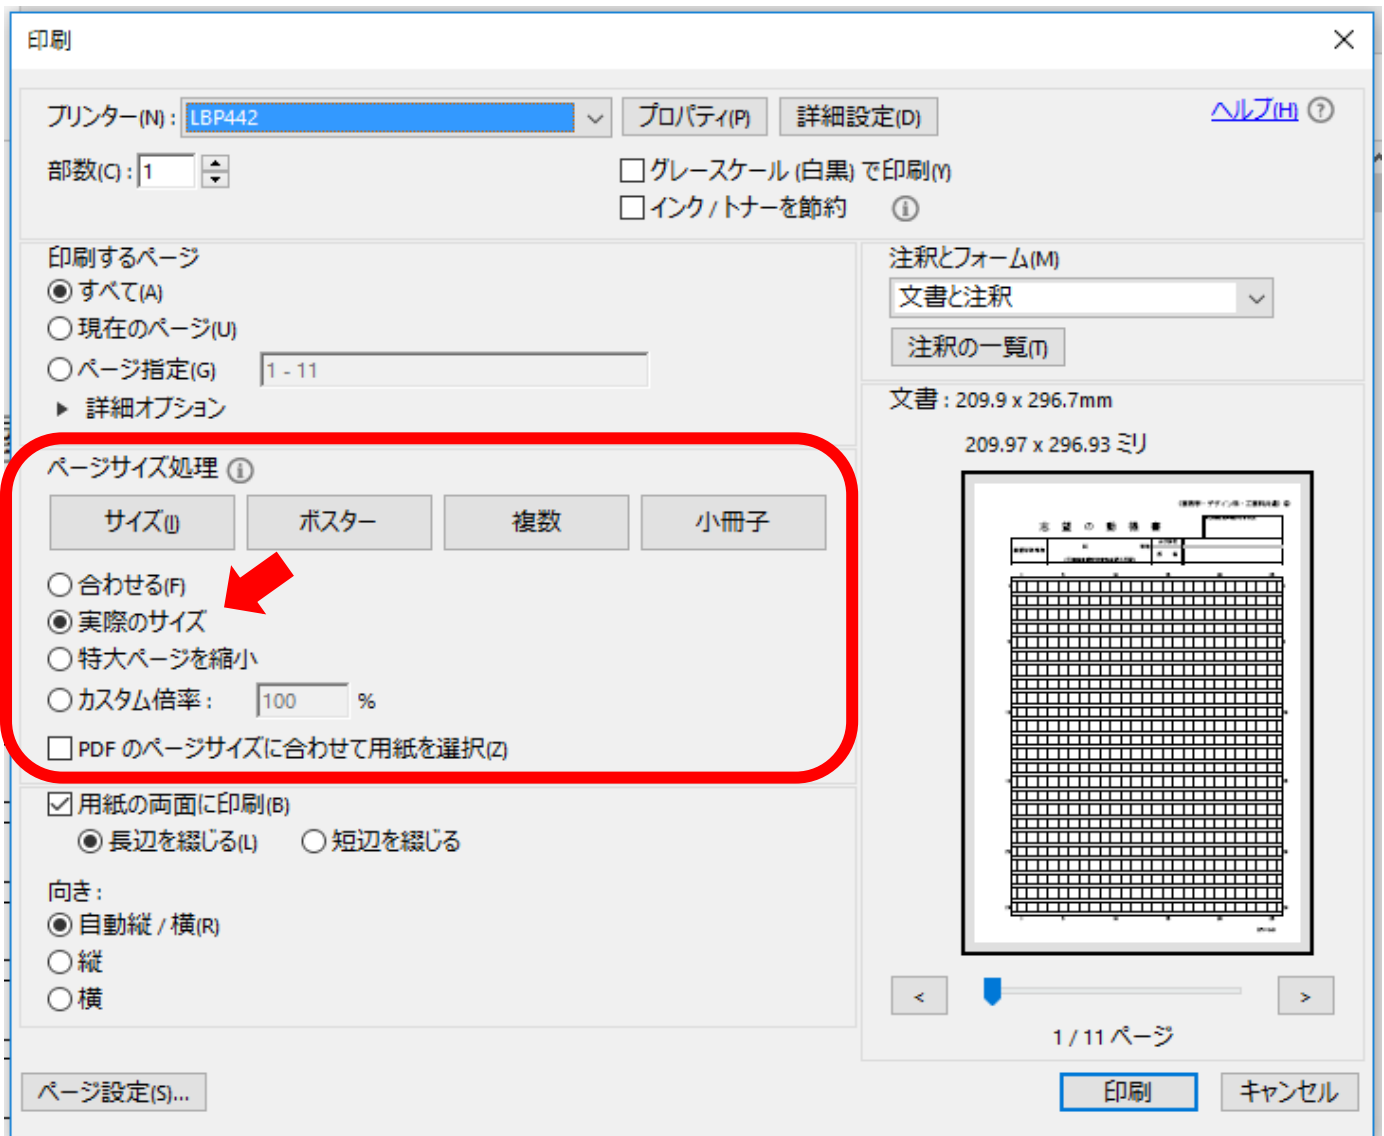 印刷
プリンター(N) : LBP442 プロパティ(P) 詳細設定(D) ヘルプ(H)
部数(C) : 1 グレースケール (白黒) で印刷(Y)
インク / トナーを節約
印刷するページ
すべて(A)
現在のページ(U)
ページ指定(G) 1 - 11
詳細オプション
注釈とフォーム(M)
文書と注釈
注釈の一覧(T)
ページサイズ処理
サイズ(I) ポスター 複数 小冊子
合わせる(F)
実際のサイズ
特大ページを縮小
カスタム倍率 : 100 %
PDF のページサイズに合わせて用紙を選択(Z)
用紙の両面に印刷(B)
長辺を綴じる(L) 短辺を綴じる
向き :
自動縦 / 横(R)
縦
横
文書 : 209.9 x 296.7mm
209.97 x 296.93 ミリ
志望の動機書
< >
1 / 11 ページ
ページ設定(S)... 印刷 キャンセル